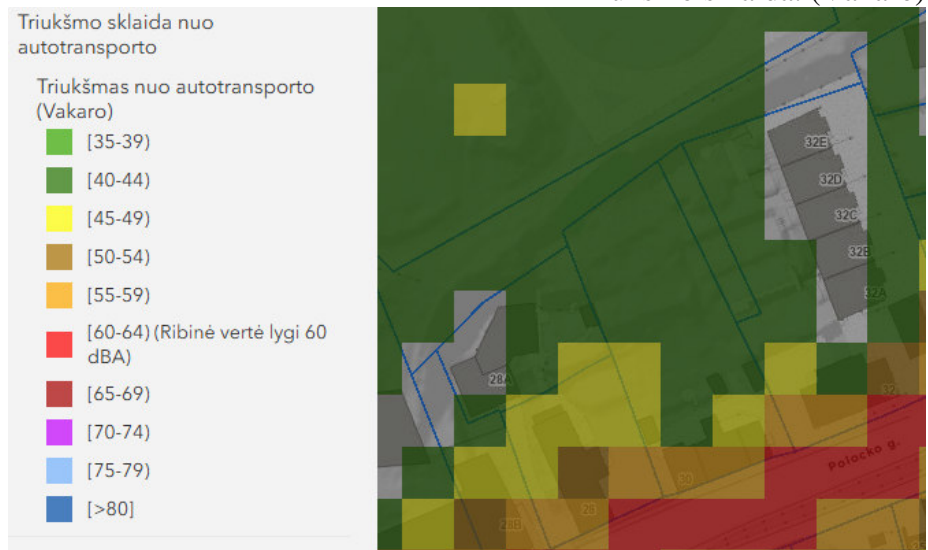 Triukšmo sklaida nuo
autotransporto
Triukšmas nuo autotransporto
(Vakaro)
[35-39)
[40-44)
[45-49)
[50-54)
[55-59)
[60-64) (Ribinė vertė lygi 60
dBA)
[65-69)
[70-74)
[75-79)
[>80]
32E
32D
32C
32B
32A
28A
32
Polocko g.
30
28
28B